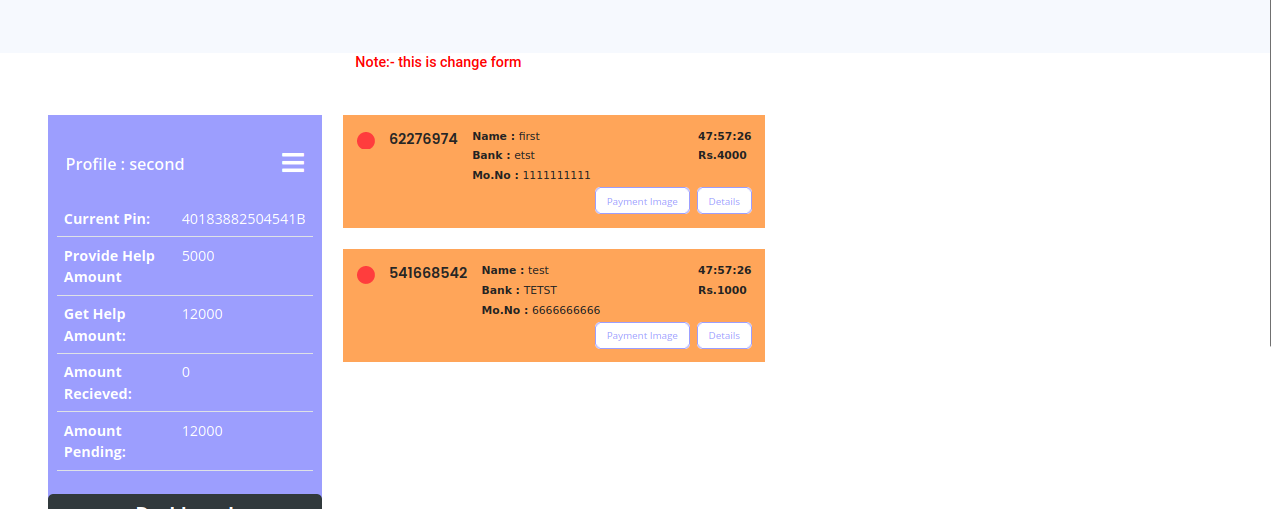 Note:- this is change form
Profile : second
Current Pin: 40183882504541B
Provide Help 5000
Amount
Get Help 12000
Amount:
Amount 0
Recieved:
Amount 12000
Pending:
62276974 Name : first 47:57:26
Bank : etst Rs.4000
Mo.No : 1111111111
Payment Image Details
541668542 Name : test 47:57:26
Bank : TETST Rs.1000
Mo.No : 6666666666
Payment Image Details